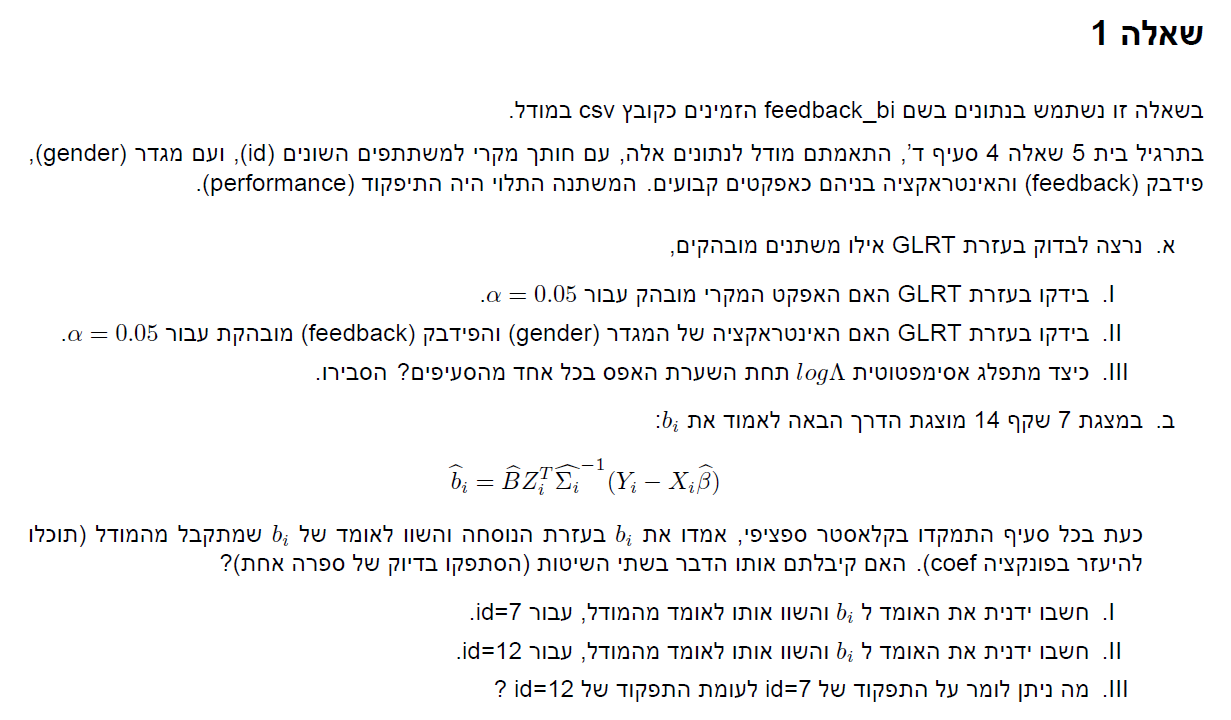 שאלה 1
בשאלה זו נשתמש בנתונים בשם feedback_bi הזמינים כקובץ csv במודל.
בתרגיל בית 5 שאלה 4 סעיף ד', התאמתם מודל לנתונים אלה, עם חותך מקרי למשתתפים השונים (id), ועם מגדר (gender),
פידבק (feedback) והאינטראקציה בניהם כאפקטים קבועים. המשתנה התלוי היה התיפקוד (performance).
א. נרצה לבדוק בעזרת GLRT אילו משתנים מובהקים,
I. בידקו בעזרת GLRT האם האפקט המקרי מובהק עבור α = 0.05.
II. בידקו בעזרת GLRT האם האינטראקציה של המגדר (gender) והפידבק (feedback) מובהקת עבור α = 0.05.
III. כיצד מתפלג אסימפטוטית logΛ תחת השערת האפס בכל אחד מהסעיפים? הסבירו.
ב. במצגת 7 שקף 14 מוצגת הדרך הבאה לאמוד את b_i:
\widehat{b}_i = \widehat{B}Z_i^T\widehat{\Sigma_i}^{-1}(Y_i − X_i\widehat{β})
כעת בכל סעיף התמקדו בקלאסטר ספציפי, אמדו את b_i בעזרת הנוסחה והשוו לאומד של b_i שמתקבל מהמודל (תוכלו
להיעזר בפונקציה coef). האם קיבלתם אותו הדבר בשתי השיטות (הסתפקו בדיוק של ספרה אחת)?
I. חשבו ידנית את האומד ל b_i והשוו אותו לאומד מהמודל, עבור id=7.
II. חשבו ידנית את האומד ל b_i והשוו אותו לאומד מהמודל, עבור id=12.
III. מה ניתן לומר על התפקוד של id=7 לעומת התפקוד של id=12 ?